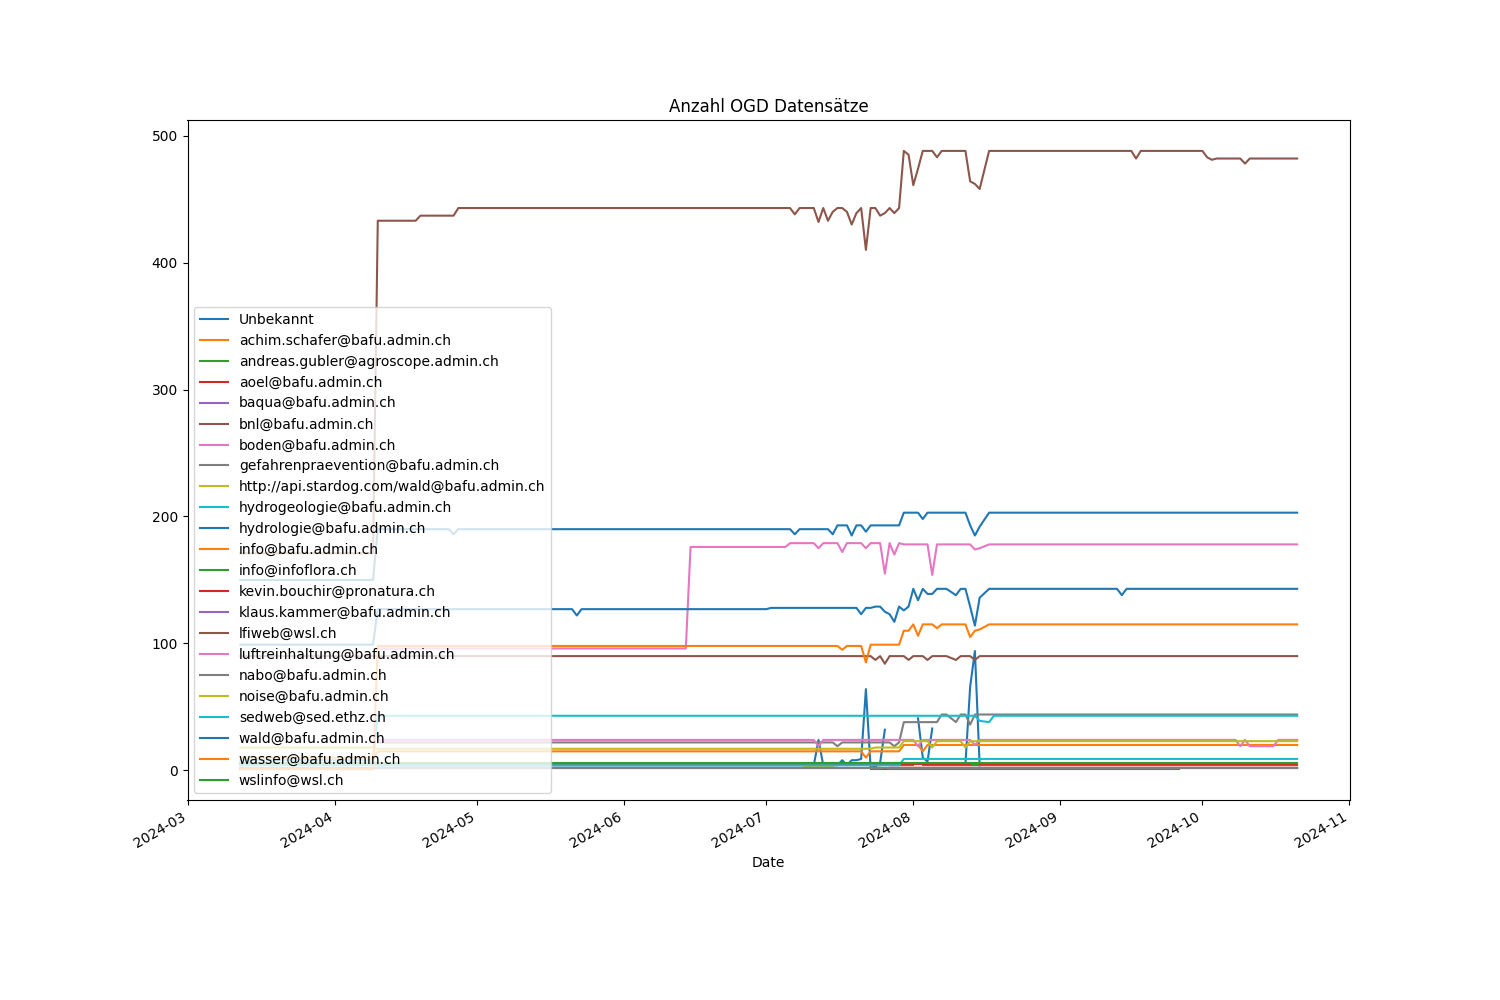 Anzahl OGD Datensätze
500
400
300
200
100
0
Unbekannt
achim.schafer@bafu.admin.ch
andreas.gubler@agroscope.admin.ch
aoel@bafu.admin.ch
baqua@bafu.admin.ch
bnl@bafu.admin.ch
boden@bafu.admin.ch
gefahrenpraevention@bafu.admin.ch
http://api.stardog.com/wald@bafu.admin.ch
hydrogeologie@bafu.admin.ch
hydrologie@bafu.admin.ch
info@bafu.admin.ch
info@infoflora.ch
kevin.bouchir@pronatura.ch
klaus.kammer@bafu.admin.ch
lfiweb@wsl.ch
luftreinhaltung@bafu.admin.ch
nabo@bafu.admin.ch
noise@bafu.admin.ch
sedweb@sed.ethz.ch
wald@bafu.admin.ch
wasser@bafu.admin.ch
wslinfo@wsl.ch
2024-03
2024-04
2024-05
2024-06
2024-07
2024-08
2024-09
2024-10
2024-11
Date